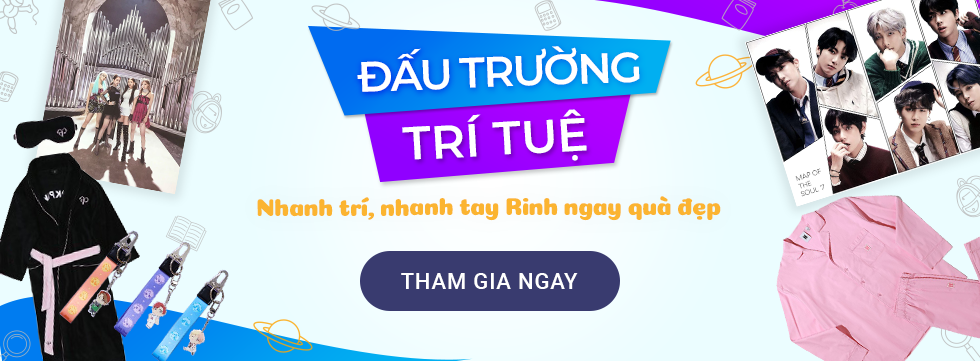 ĐẤU TRƯỜNG
TRÍ TUỆ
Nhanh trí, nhanh tay Rinh ngay quà đẹp
THAM GIA NGAY
MAP OF
THE
SOUL 7